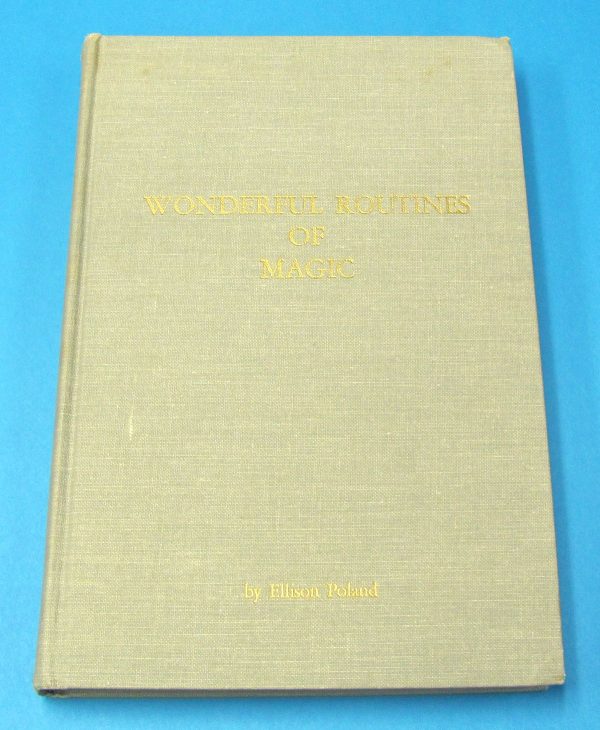 WONDERFUL ROUTINES
OF
MAGIC
by Ellison Poland